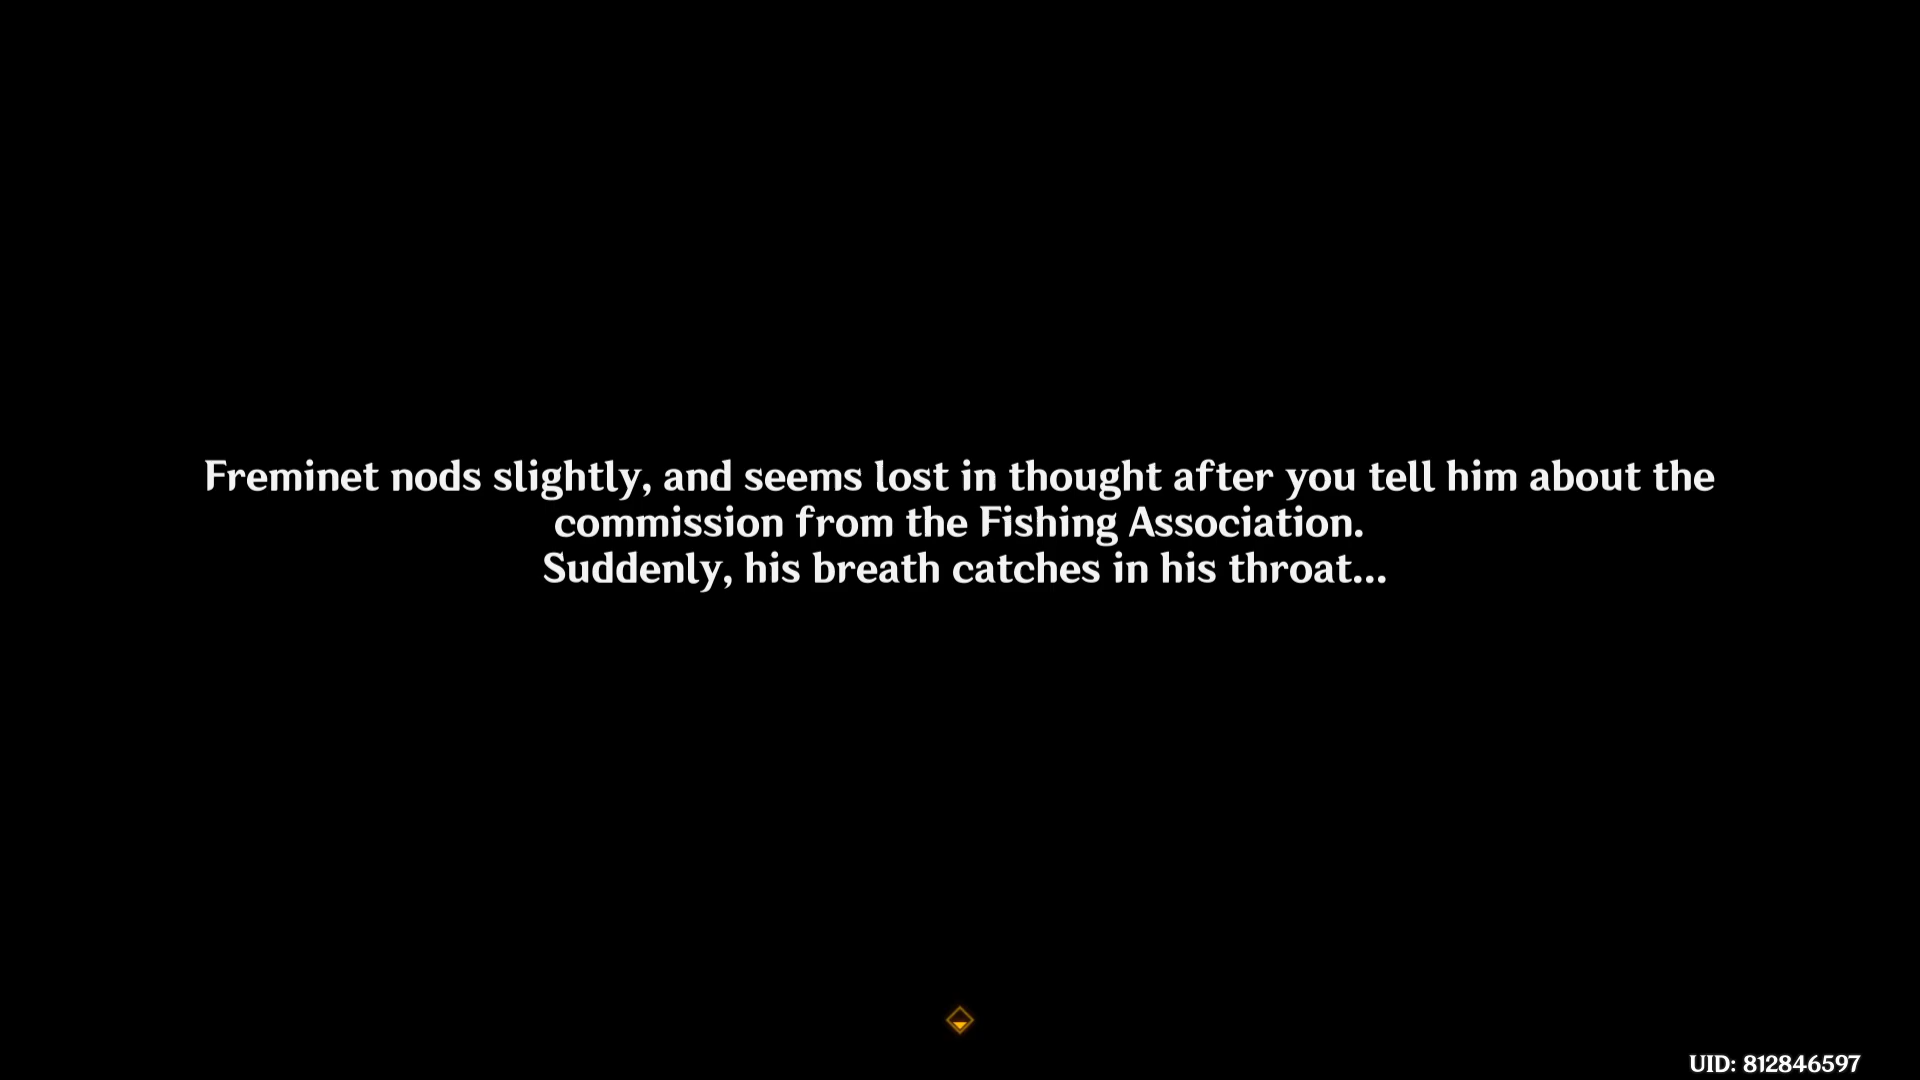 Freminet nods slightly, and seems lost in thought after you tell him about the
commission from the Fishing Association.
Suddenly, his breath catches in his throat...
UID: 812846597